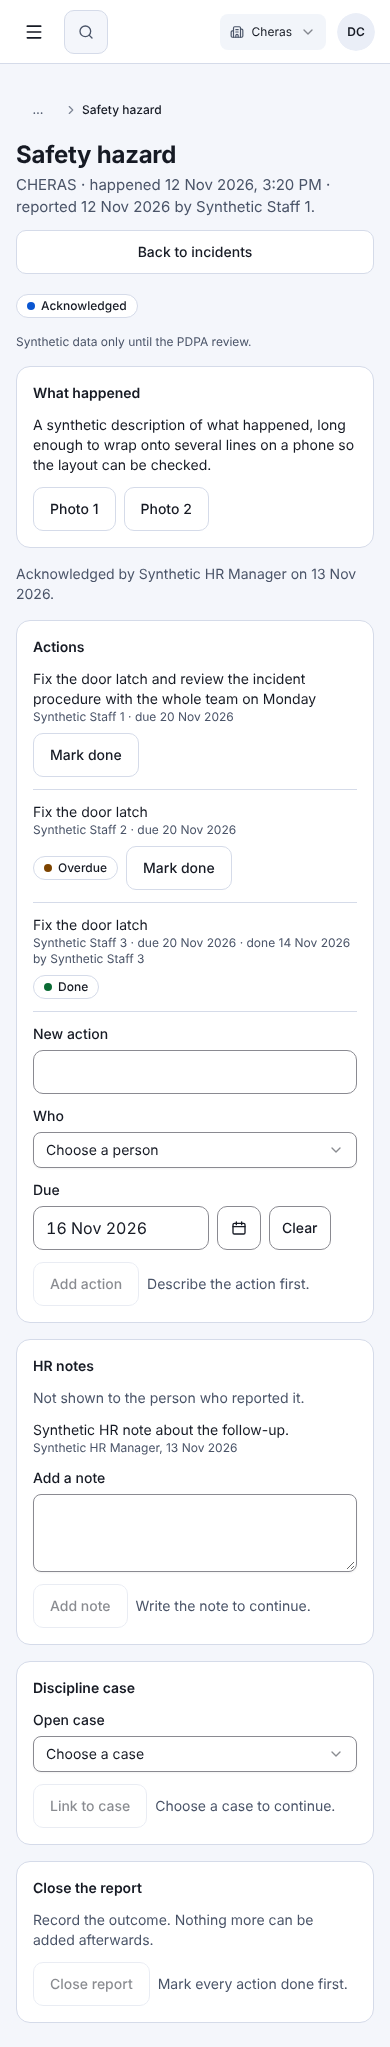 Cheras
DC
... > Safety hazard
Safety hazard
CHERAS · happened 12 Nov 2026, 3:20 PM ·
reported 12 Nov 2026 by Synthetic Staff 1.
Back to incidents
Acknowledged
Synthetic data only until the PDPA review.
What happened
A synthetic description of what happened, long
enough to wrap onto several lines on a phone so
the layout can be checked.
Photo 1 Photo 2
Acknowledged by Synthetic HR Manager on 13 Nov
2026.
Actions
Fix the door latch and review the incident
procedure with the whole team on Monday
Synthetic Staff 1 · due 20 Nov 2026
Mark done
Fix the door latch
Synthetic Staff 2 · due 20 Nov 2026
Overdue Mark done
Fix the door latch
Synthetic Staff 3 · due 20 Nov 2026 · done 14 Nov 2026
by Synthetic Staff 3
Done
New action
Who
Choose a person
Due
16 Nov 2026 Clear
Add action Describe the action first.
HR notes
Not shown to the person who reported it.
Synthetic HR note about the follow-up.
Synthetic HR Manager, 13 Nov 2026
Add a note
Add note Write the note to continue.
Discipline case
Open case
Choose a case
Link to case Choose a case to continue.
Close the report
Record the outcome. Nothing more can be
added afterwards.
Close report Mark every action done first.